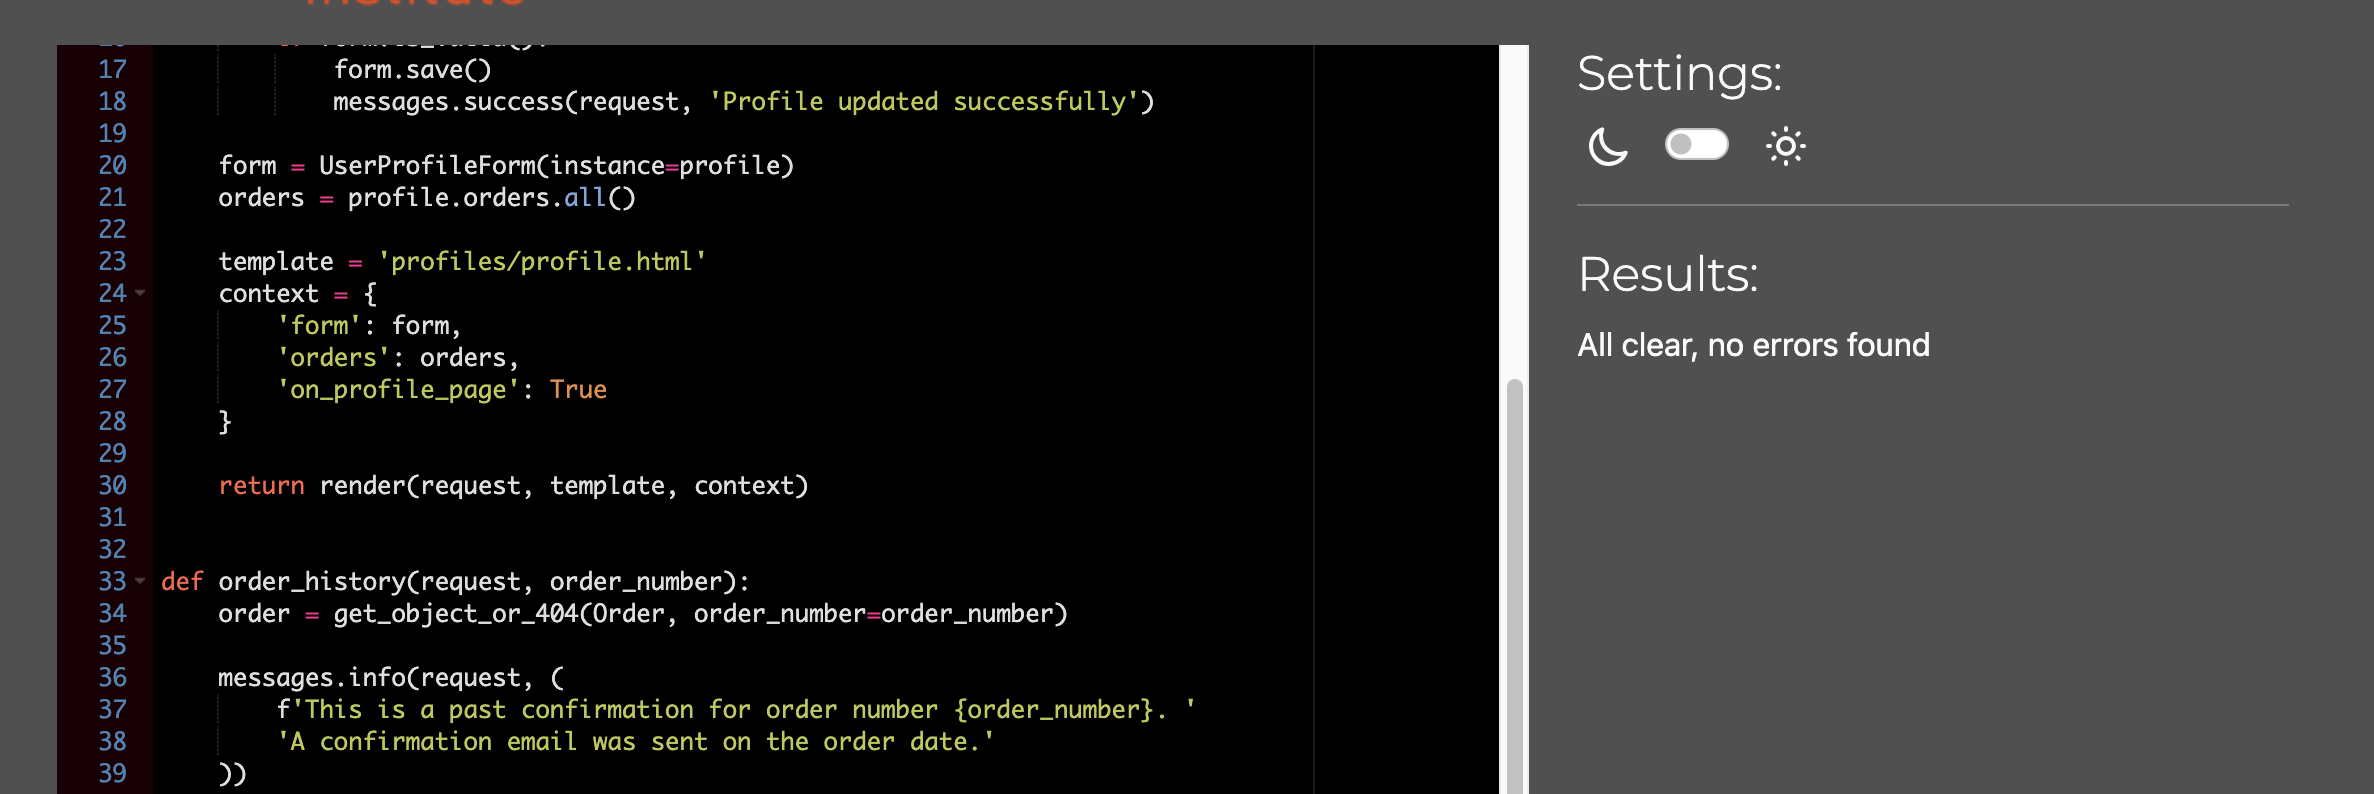 17 form.save()
18 messages.success(request, 'Profile updated successfully')
19
20 form = UserProfileForm(instance=profile)
21 orders = profile.orders.all()
22
23 template = 'profiles/profile.html'
24 context = {
25 'form': form,
26 'orders': orders,
27 'on_profile_page': True
28 }
29
30 return render(request, template, context)
31
32
33 def order_history(request, order_number):
34 order = get_object_or_404(Order, order_number=order_number)
35
36 messages.info(request, (
37 f'This is a past confirmation for order number {order_number}. '
38 'A confirmation email was sent on the order date.'
39 ))
Settings:
Results:
All clear, no errors found